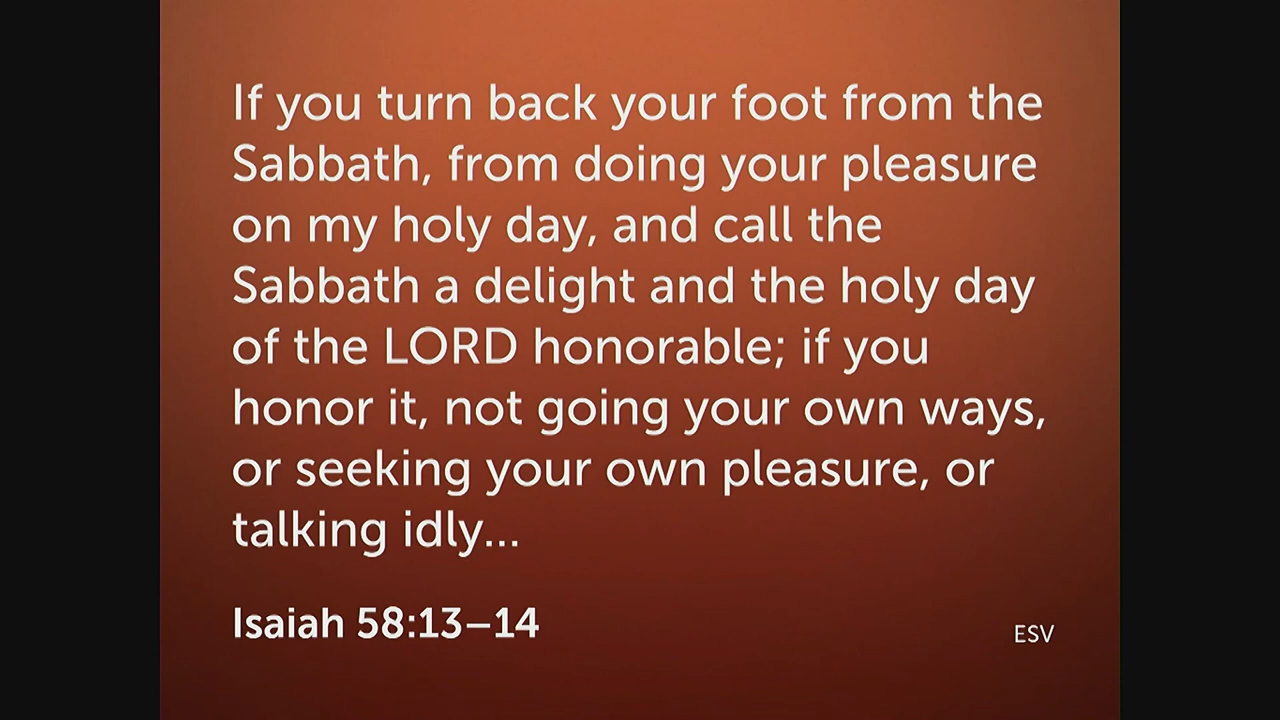 If you turn back your foot from the
Sabbath, from doing your pleasure
on my holy day, and call the
Sabbath a delight and the holy day
of the LORD honorable; if you
honor it, not going your own ways,
or seeking your own pleasure, or
talking idly...
Isaiah 58:13–14
ESV